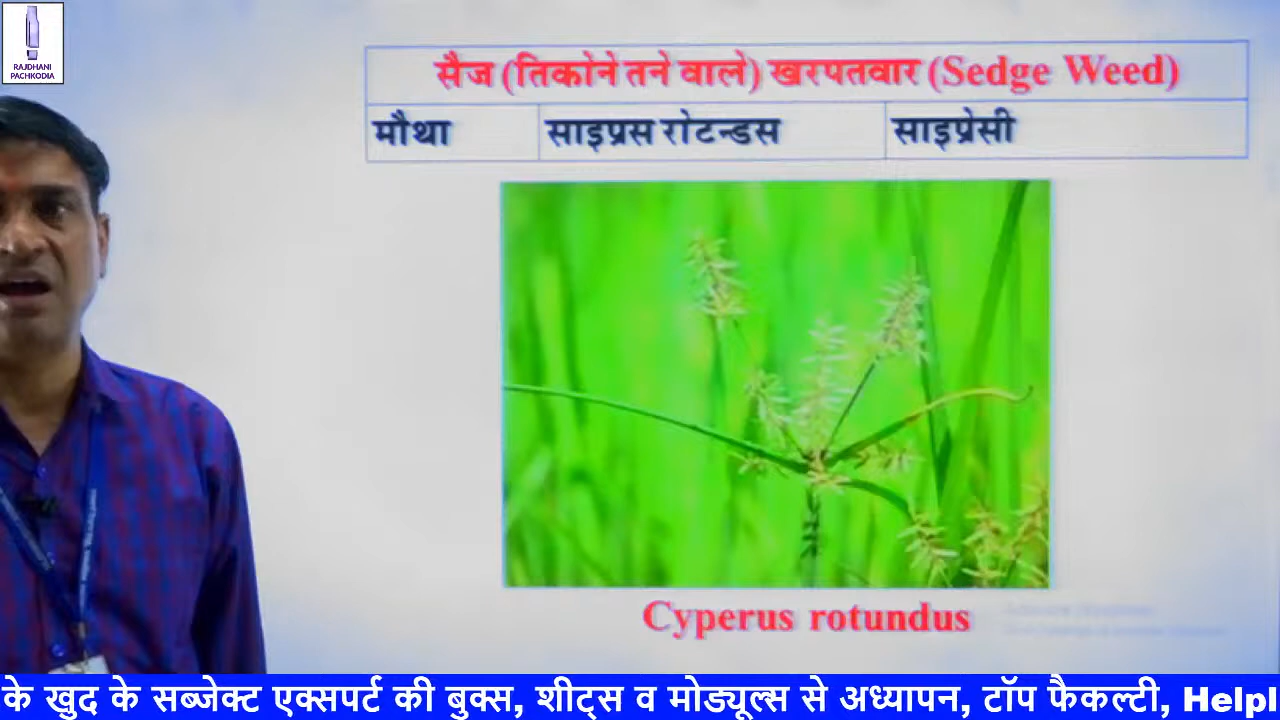 RAJDHANI
PACHKODIA
सैज (तिकोने तने वाले) खरपतवार (Sedge Weed)
मौथा साइप्रस रोटन्डस साइप्रेसी
Cyperus rotundus
के खुद के सब्जेक्ट एक्सपर्ट की बुक्स, शीट्स व मोड्यूल्स से अध्यापन, टॉप फैकल्टी, Helpl